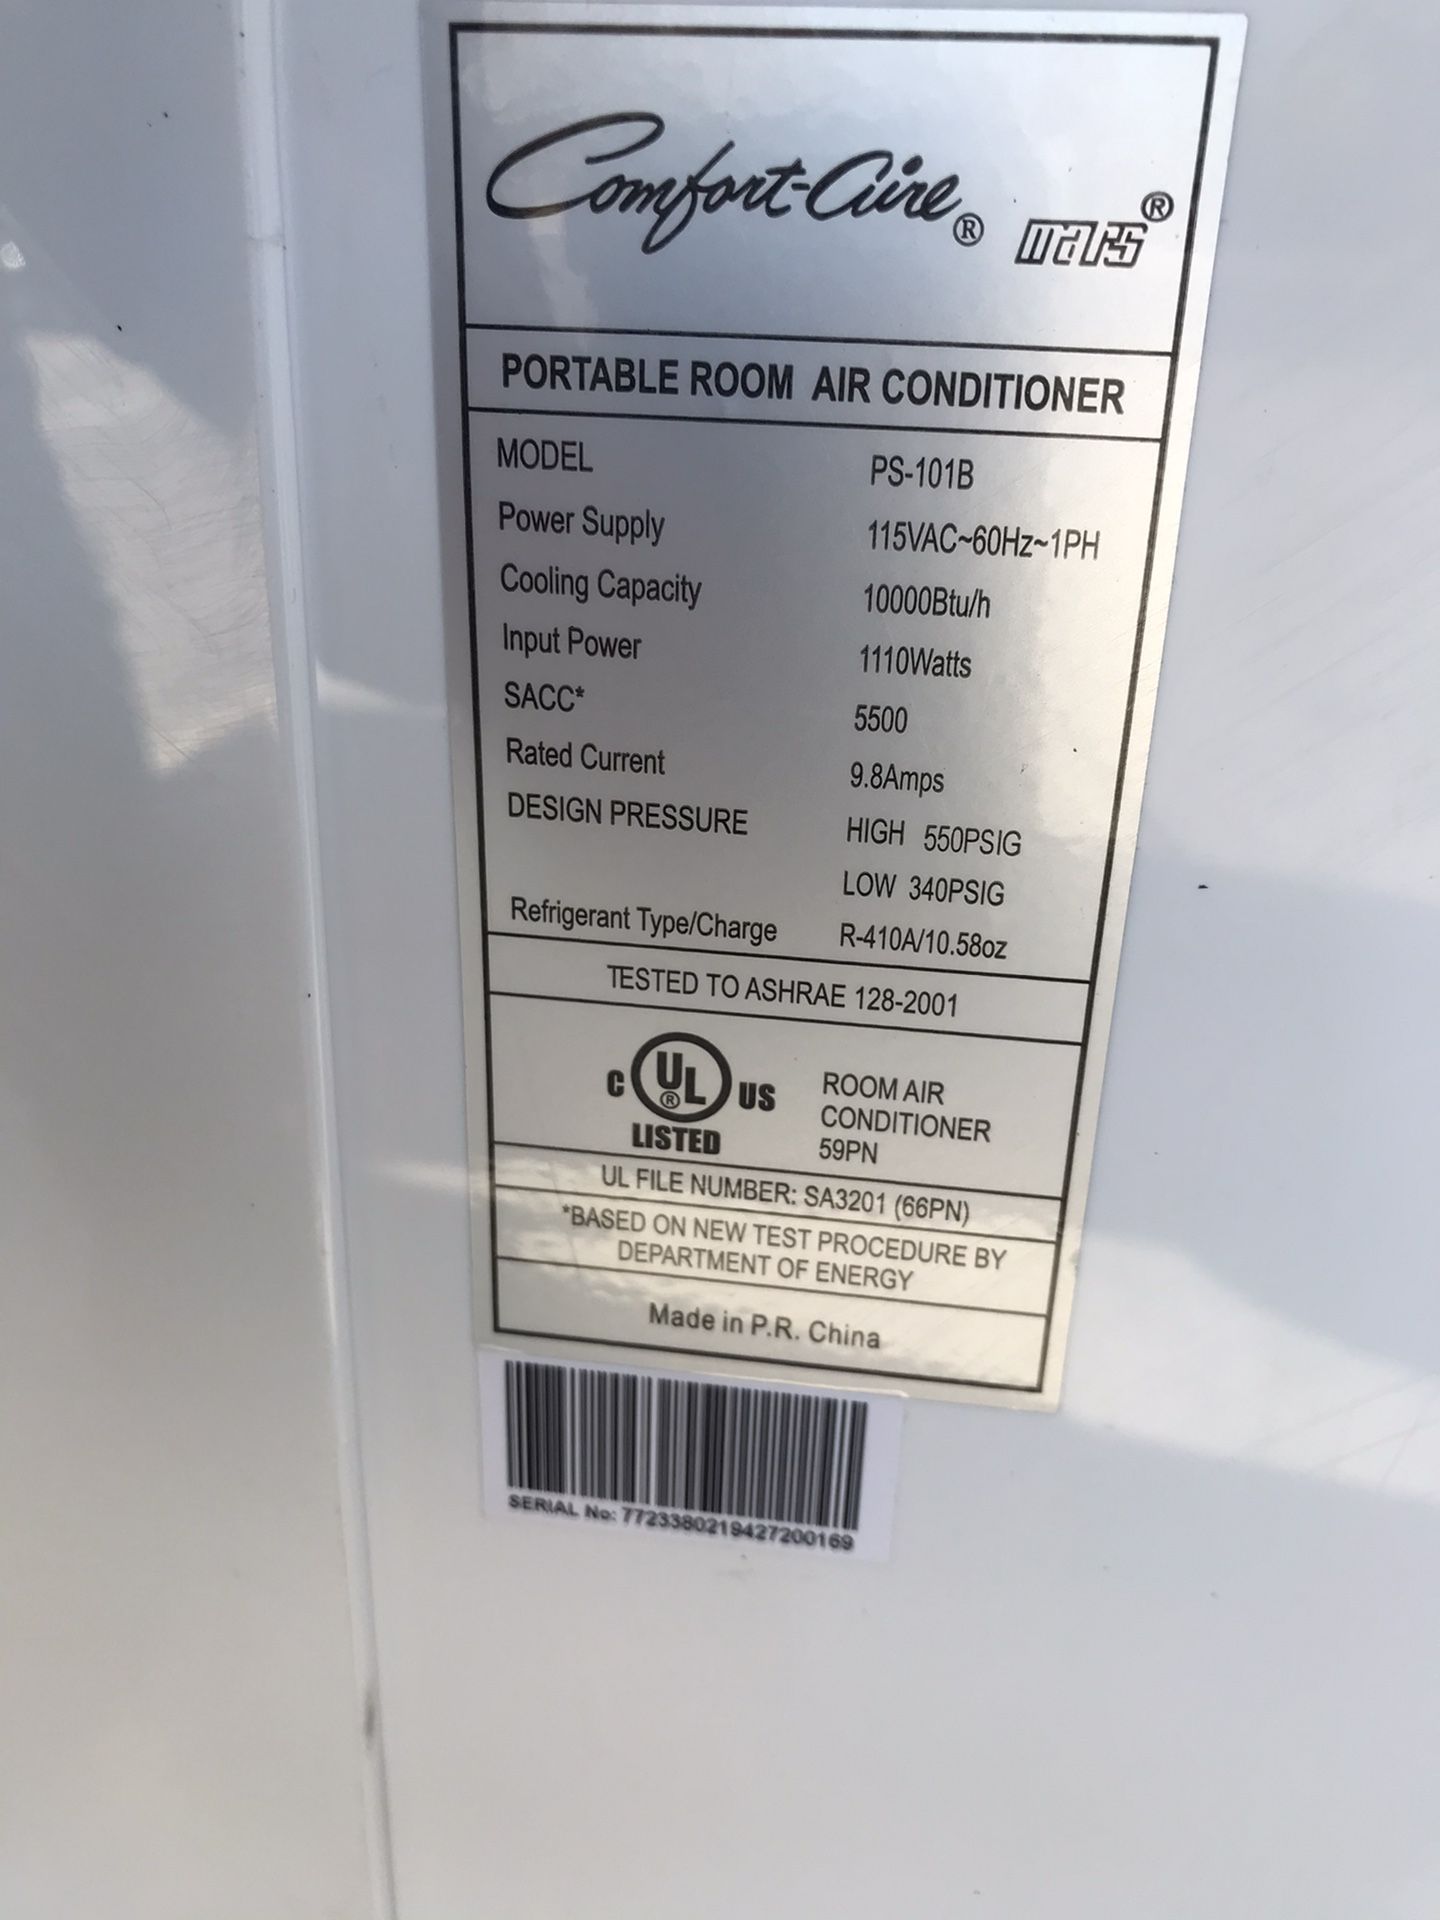 Comfort-Aire® mars®
PORTABLE ROOM AIR CONDITIONER
MODEL PS-101B
Power Supply 115VAC~60Hz~1PH
Cooling Capacity 10000Btu/h
Input Power 1110Watts
SACC* 5500
Rated Current 9.8Amps
DESIGN PRESSURE HIGH 550PSIG
LOW 340PSIG
Refrigerant Type/Charge R-410A/10.58oz
TESTED TO ASHRAE 128-2001
C UL® US
LISTED
ROOM AIR
CONDITIONER
59PN
UL FILE NUMBER: SA3201 (66PN)
*BASED ON NEW TEST PROCEDURE BY
DEPARTMENT OF ENERGY
Made in P.R. China
SERIAL No: 7723380219427200169